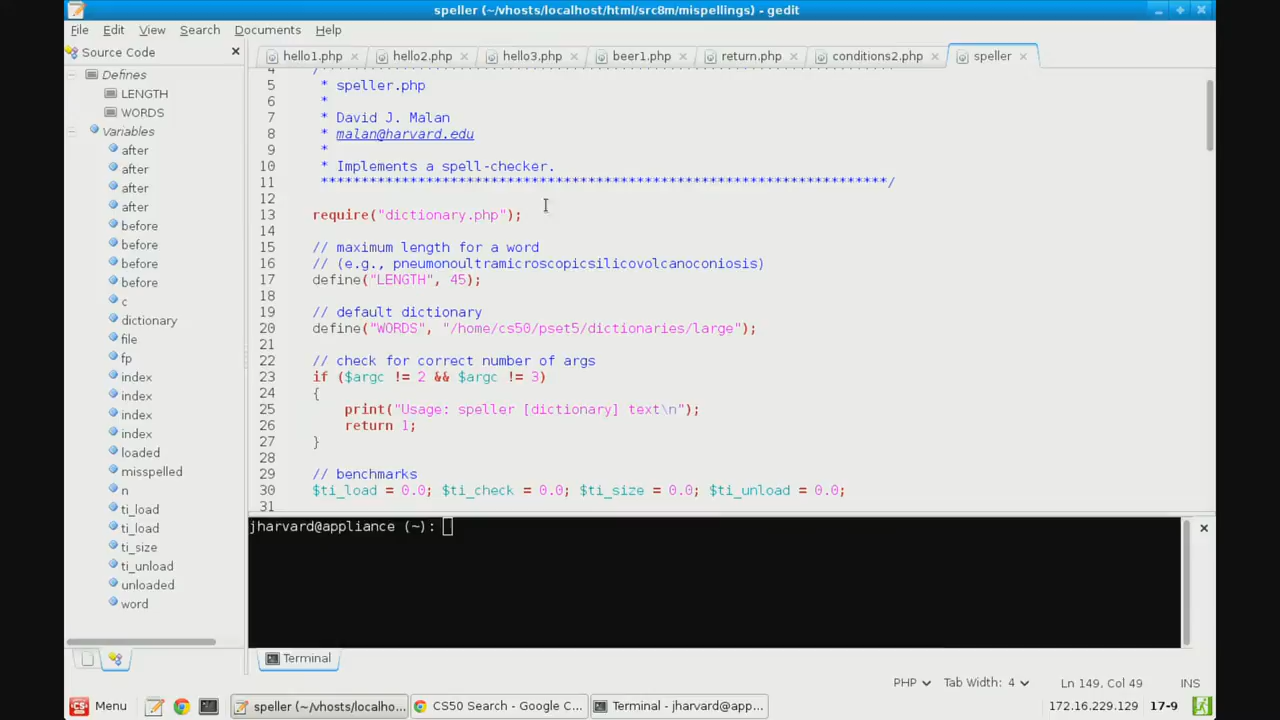 speller (~/vhosts/localhost/html/src8m/mispellings) - gedit
File Edit View Search Documents Help
Source Code
hello1.php hello2.php hello3.php beer1.php return.php conditions2.php speller
Defines
LENGTH
WORDS
Variables
after
after
after
after
before
before
before
before
c
dictionary
file
fp
index
index
index
index
loaded
misspelled
n
ti_load
ti_load
ti_size
ti_unload
unloaded
word
4 /***********************************************************************
5 * speller.php
6 *
7 * David J. Malan
8 * malan@harvard.edu
9 *
10 * Implements a spell-checker.
11 ***********************************************************************/
12
13 require("dictionary.php");
14
15 // maximum length for a word
16 // (e.g., pneumonoultramicroscopicsilicovolcanoconiosis)
17 define("LENGTH", 45);
18
19 // default dictionary
20 define("WORDS", "/home/cs50/pset5/dictionaries/large");
21
22 // check for correct number of args
23 if ($argc != 2 && $argc != 3)
24 {
25 print("Usage: speller [dictionary] text\n");
26 return 1;
27 }
28
29 // benchmarks
30 $ti_load = 0.0; $ti_check = 0.0; $ti_size = 0.0; $ti_unload = 0.0;
31
jharvard@appliance (~):
Terminal
PHP Tab Width: 4 Ln 149, Col 49 INS
Menu speller (~/vhosts/localho... CS50 Search - Google C... Terminal - jharvard@app... 172.16.229.129 17-9